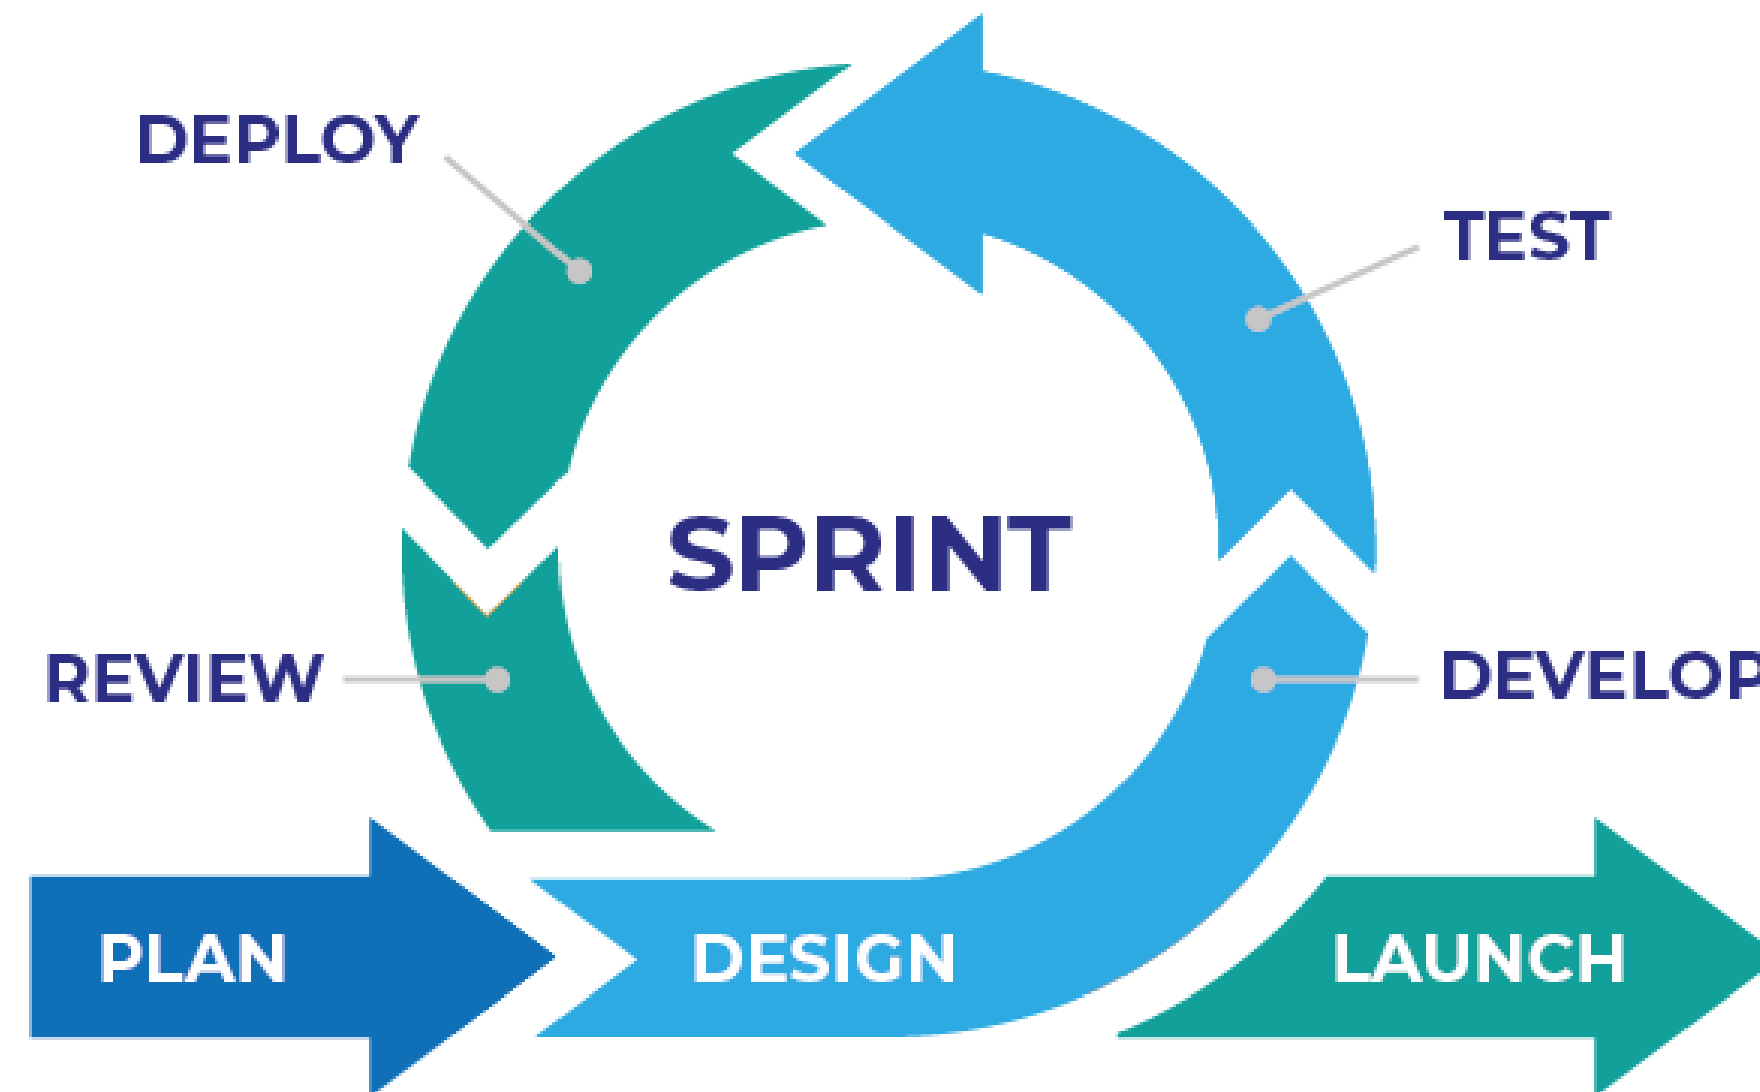 DEPLOY
TEST
SPRINT
REVIEW
DEVELOP
PLAN
DESIGN
LAUNCH